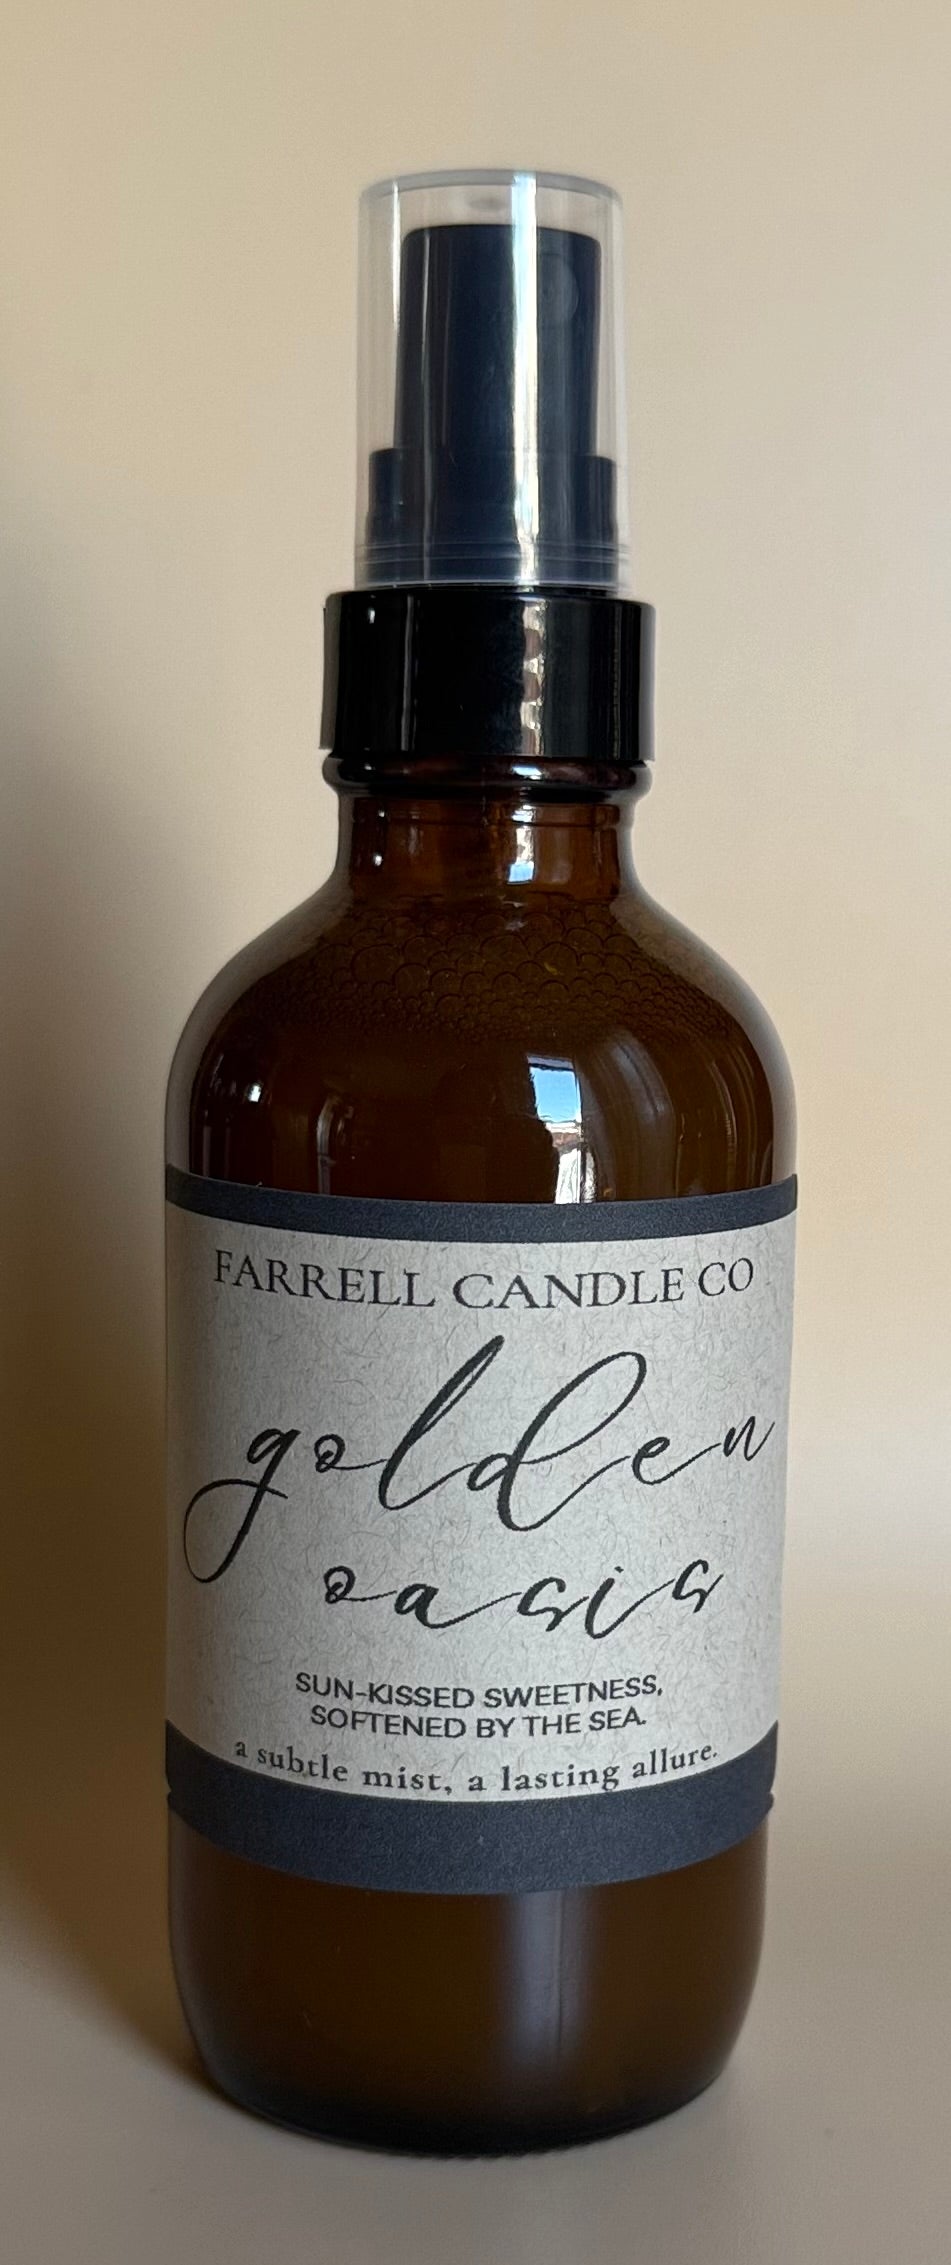 FARRELL CANDLE CO
golden
oasis
SUN-KISSED SWEETNESS,
SOFTENED BY THE SEA.
a subtle mist, a lasting allure.